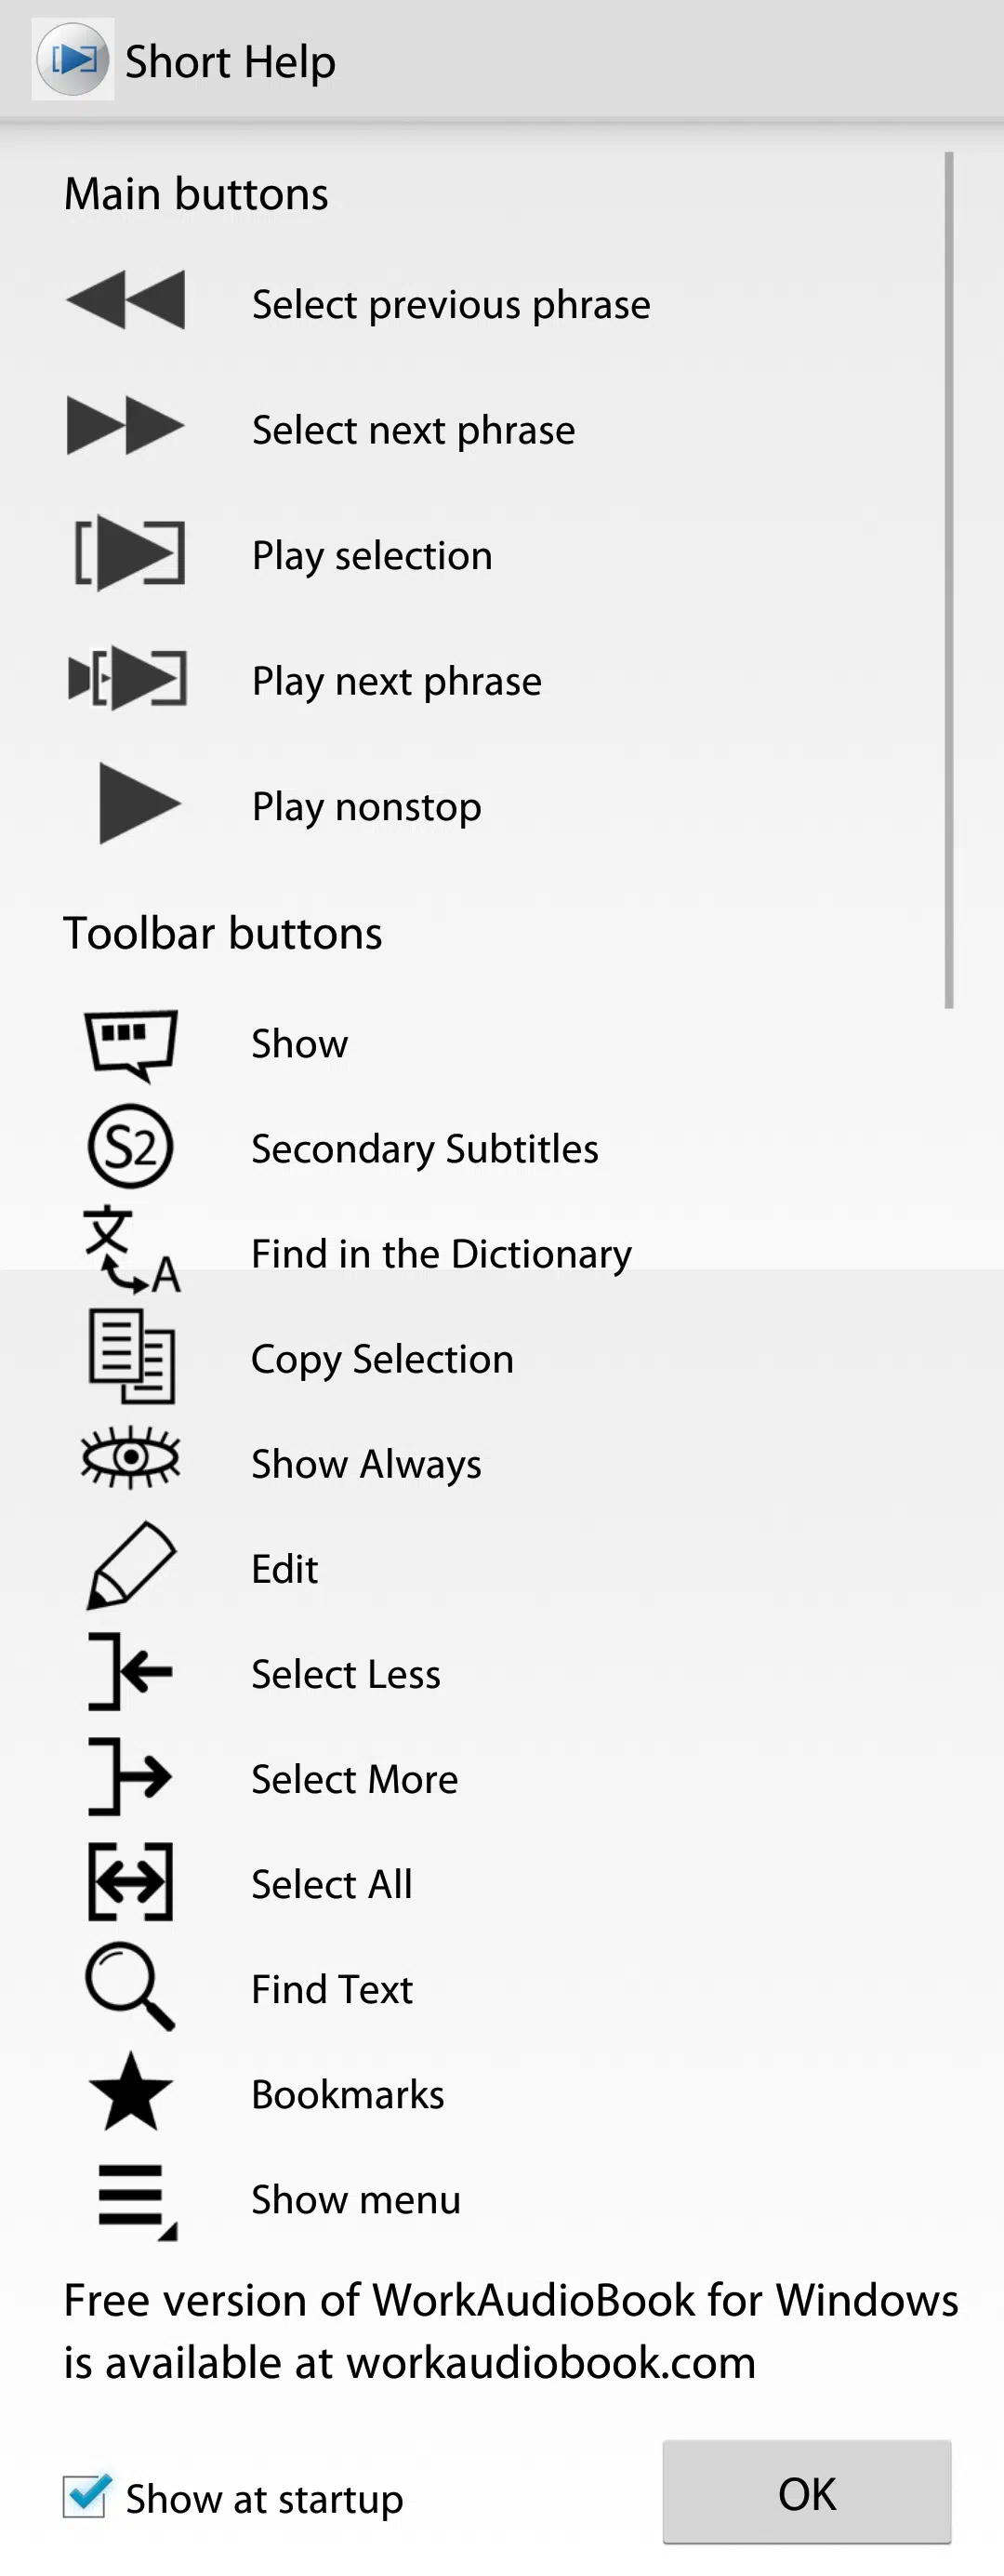 Short Help
Main buttons
Select previous phrase
Select next phrase
Play selection
Play next phrase
Play nonstop
Toolbar buttons
Show
S2 Secondary Subtitles
文A Find in the Dictionary
Copy Selection
Show Always
Edit
Select Less
Select More
Select All
Find Text
Bookmarks
Show menu
Free version of WorkAudioBook for Windows
is available at workaudiobook.com
Show at startup
OK